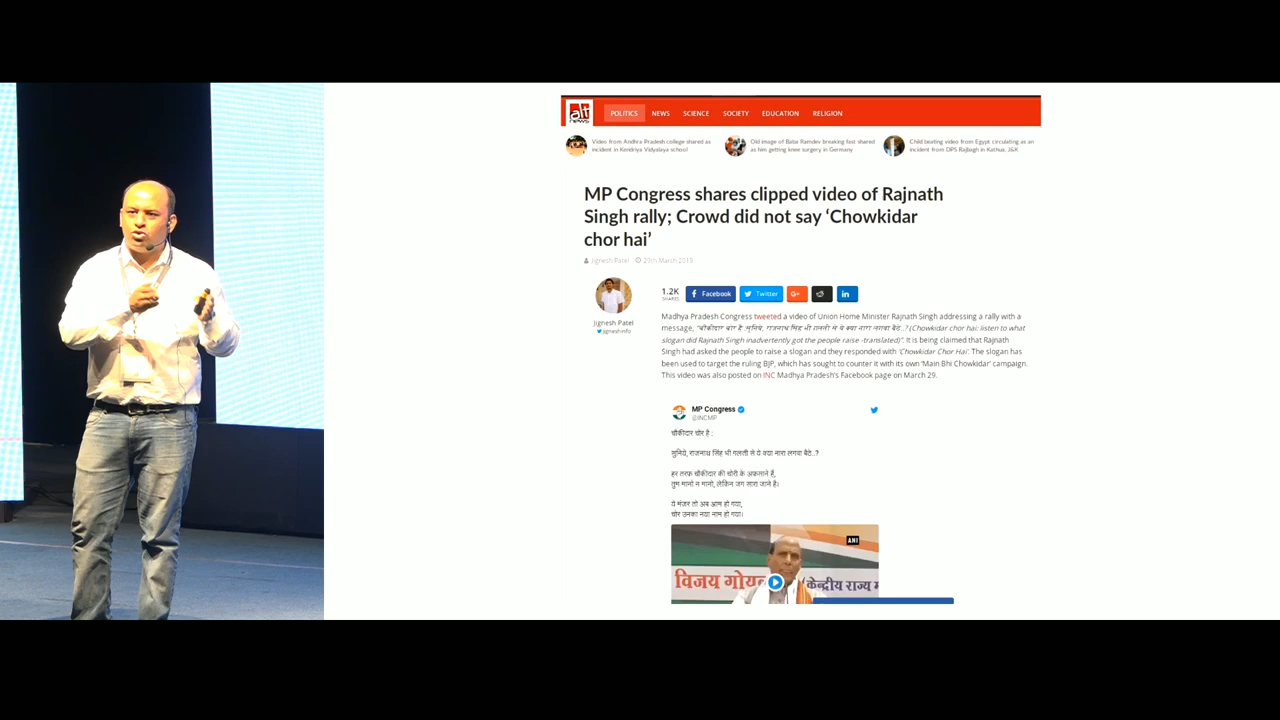 alt
NEWS
POLITICS NEWS SCIENCE SOCIETY EDUCATION RELIGION
Video from Andhra Pradesh college shared as
incident in Kendriya Vidyalaya school
Old image of Baba Ramdev breaking fast shared
as him getting knee surgery in Germany
Child beating video from Egypt circulating as an
incident from DPS Rajbagh in Kathua, J&K
MP Congress shares clipped video of Rajnath
Singh rally; Crowd did not say ‘Chowkidar
chor hai’
Jignesh Patel 29th March 2019
Jignesh Patel
jigneshinfo
1.2K
SHARES
Facebook Twitter G+ in
Madhya Pradesh Congress tweeted a video of Union Home Minister Rajnath Singh addressing a rally with a
message, "चौकीदार चोर है :सुनिये, राजनाथ सिंह भी गलती से ये क्या नारा लगवा बैठे..? (Chowkidar chor hai: listen to what
slogan did Rajnath Singh inadvertently got the people raise -translated)". It is being claimed that Rajnath
Singh had asked the people to raise a slogan and they responded with 'Chowkidar Chor Hai'. The slogan has
been used to target the ruling BJP, which has sought to counter it with its own 'Main Bhi Chowkidar' campaign.
This video was also posted on INC Madhya Pradesh's Facebook page on March 29.
MP Congress
@INCMP
चौकीदार चोर है :
सुनिये, राजनाथ सिंह भी गलती से ये क्या नारा लगवा बैठे..?
हर तरफ़ चौकीदार की चोरी के अफ़साने हैं,
तुम मानो न मानो, लेकिन जग सारा जाने है।
ये मंजर तो अब आम हो गया,
चोर उनका नया नाम हो गया।
ANI
विजय गोय केन्द्रीय राज्य म